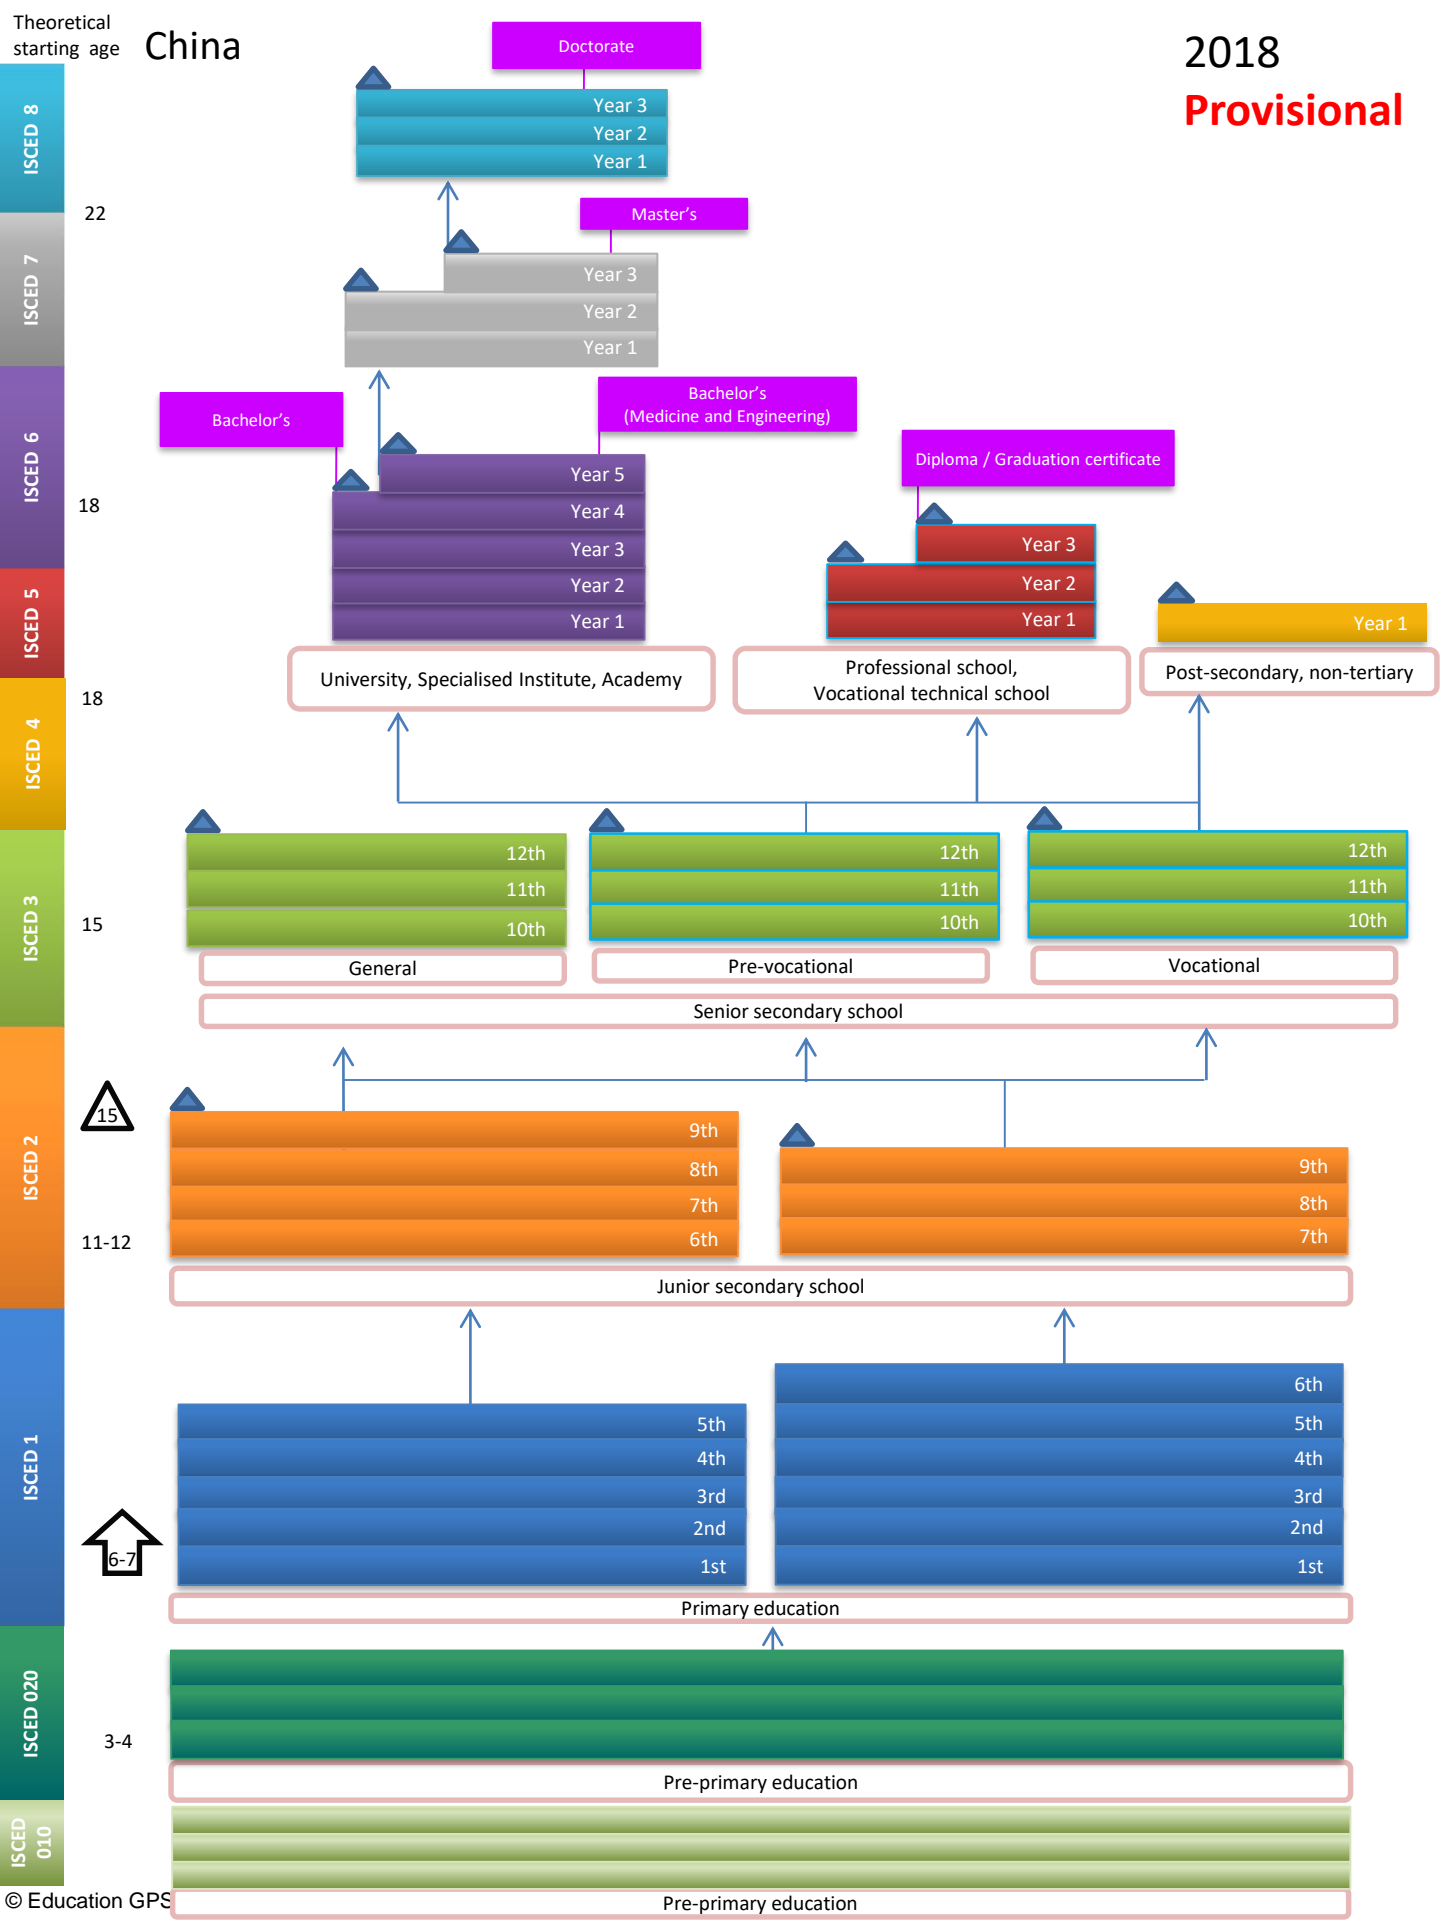 Theoretical
starting age
China
2018
Provisional
Doctorate
ISCED 8
Year 3
Year 2
Year 1
22
Master's
ISCED 7
Year 3
Year 2
Year 1
Bachelor's
Bachelor's
(Medicine and Engineering)
Diploma / Graduation certificate
ISCED 6
18
Year 5
Year 4
Year 3
Year 2
Year 1
Year 3
Year 2
Year 1
Year 1
ISCED 5
University, Specialised Institute, Academy
Professional school,
Vocational technical school
Post-secondary, non-tertiary
18
ISCED 4
12th
11th
10th
12th
11th
10th
12th
11th
10th
ISCED 3
15
General
Pre-vocational
Vocational
Senior secondary school
15
ISCED 2
9th
8th
7th
6th
9th
8th
7th
11-12
Junior secondary school
ISCED 1
5th
4th
3rd
2nd
1st
6th
5th
4th
3rd
2nd
1st
6-7
Primary education
ISCED 020
3-4
Pre-primary education
ISCED
010
© Education GPS
Pre-primary education